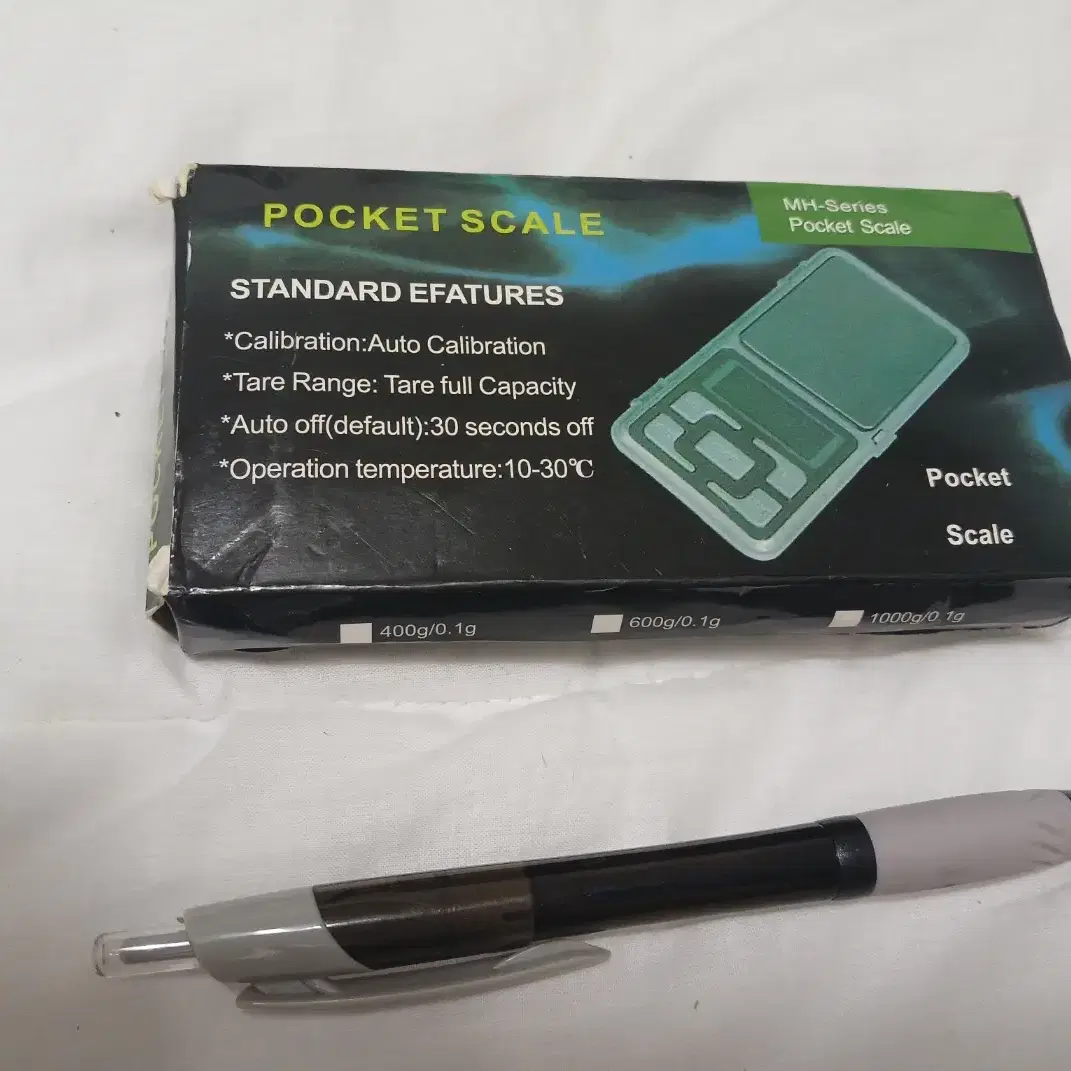 POCKET SCALE
MH-Series
Pocket Scale
STANDARD EFATURES
*Calibration:Auto Calibration
*Tare Range: Tare full Capacity
*Auto off(default):30 seconds off
*Operation temperature:10-30℃
Pocket
Scale
400g/0.1g
600g/0.1g
1000g/0.1g